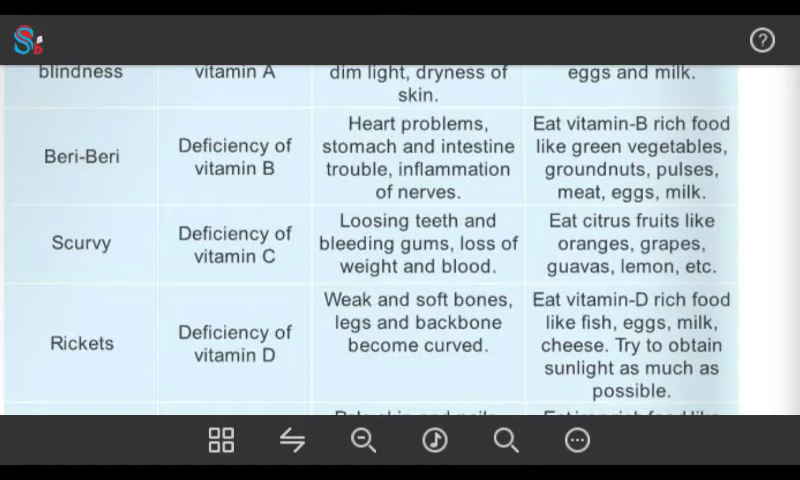 blindness
vitamin A
dim light, dryness of
skin.
eggs and milk.
Beri-Beri
Deficiency of
vitamin B
Heart problems,
stomach and intestine
trouble, inflammation
of nerves.
Eat vitamin-B rich food
like green vegetables,
groundnuts, pulses,
meat, eggs, milk.
Scurvy
Deficiency of
vitamin C
Loosing teeth and
bleeding gums, loss of
weight and blood.
Eat citrus fruits like
oranges, grapes,
guavas, lemon, etc.
Rickets
Deficiency of
vitamin D
Weak and soft bones,
legs and backbone
become curved.
Eat vitamin-D rich food
like fish, eggs, milk,
cheese. Try to obtain
sunlight as much as
possible.